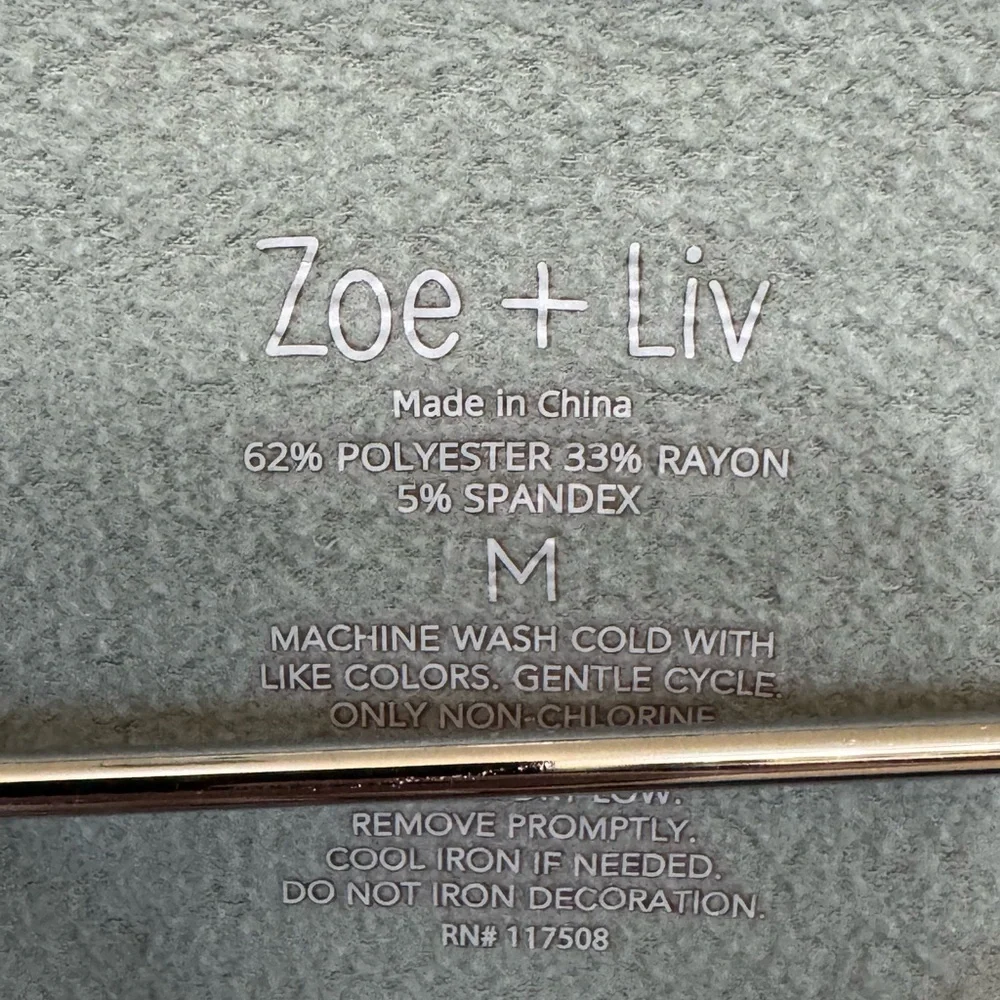 Zoe + Liv
Made in China
62% POLYESTER 33% RAYON
5% SPANDEX
M
MACHINE WASH COLD WITH
LIKE COLORS. GENTLE CYCLE.
ONLY NON-CHLORINE
LOW.
REMOVE PROMPTLY.
COOL IRON IF NEEDED.
DO NOT IRON DECORATION.
RN# 117508